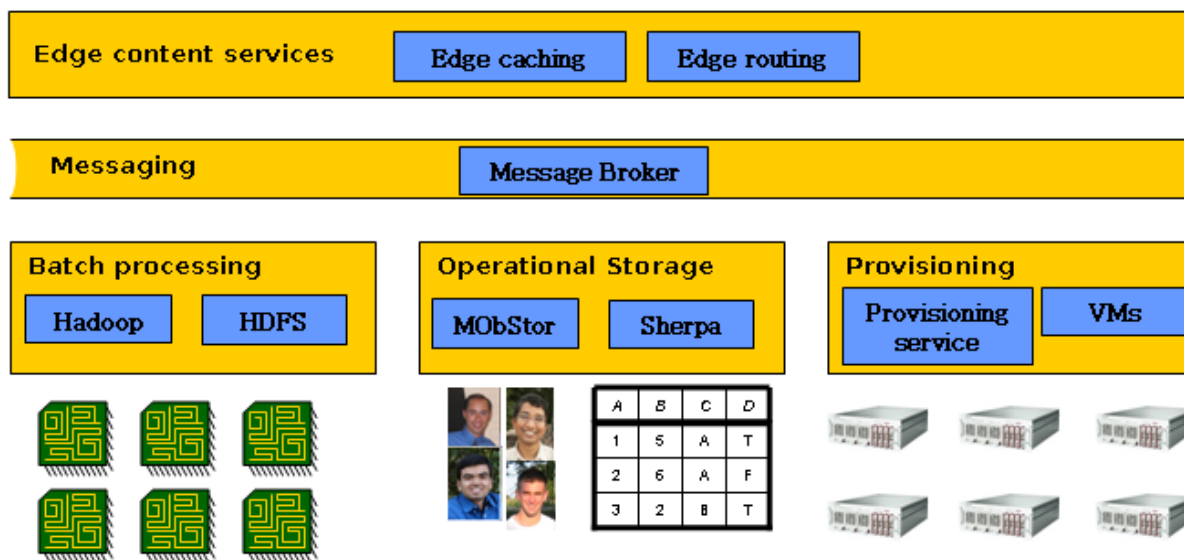 Edge content services
Edge caching
Edge routing
Messaging
Message Broker
Batch processing
Hadoop
HDFS
Operational Storage
MObStor
Sherpa
Provisioning
Provisioning
service
VMs
A B C D
1 5 A T
2 6 A F
3 2 B T